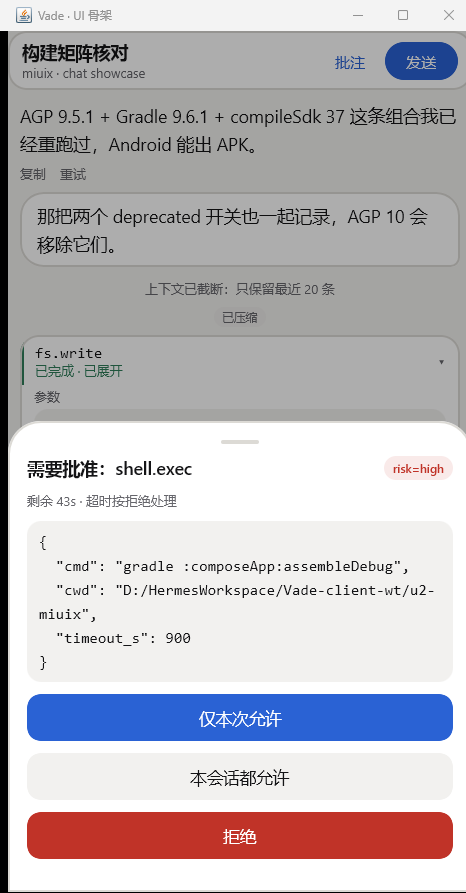 Vade · UI 骨架
构建矩阵核对
miuix · chat showcase
批注
发送
AGP 9.5.1 + Gradle 9.6.1 + compileSdk 37 这条组合我已
经重跑过，Android 能出 APK。
复制 重试
那把两个 deprecated 开关也一起记录，AGP 10 会
移除它们。
上下文已截断：只保留最近 20 条
已压缩
fs.write
已完成 · 已展开
参数
需要批准：shell.exec
risk=high
剩余 43s · 超时按拒绝处理
{
"cmd": "gradle :composeApp:assembleDebug",
"cwd": "D:/HermesWorkspace/Vade-client-wt/u2-
miuix",
"timeout_s": 900
}
仅本次允许
本会话都允许
拒绝